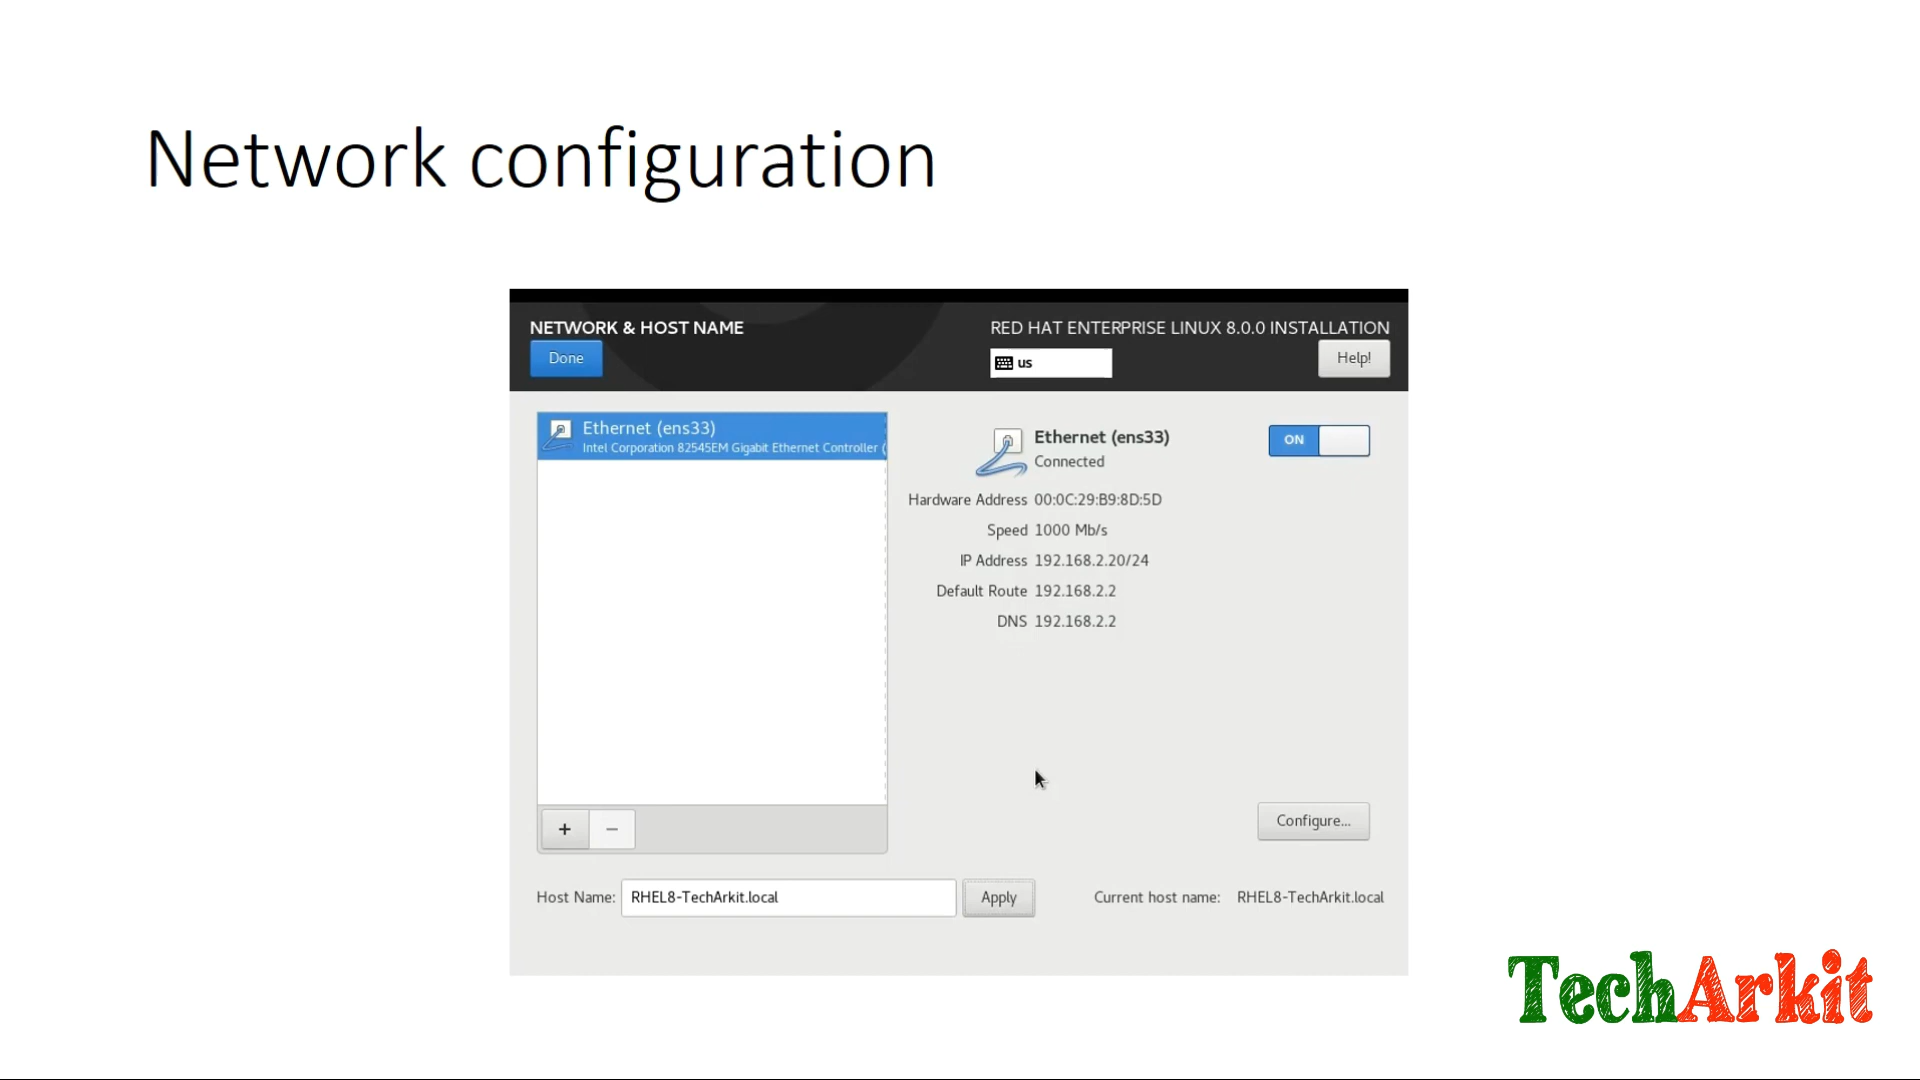 Network configuration
NETWORK & HOST NAME
RED HAT ENTERPRISE LINUX 8.0.0 INSTALLATION
Done
us
Help!
Ethernet (ens33)
Intel Corporation 82545EM Gigabit Ethernet Controller (
Ethernet (ens33)
Connected
ON
Hardware Address 00:0C:29:B9:8D:5D
Speed 1000 Mb/s
IP Address 192.168.2.20/24
Default Route 192.168.2.2
DNS 192.168.2.2
+ −
Configure...
Host Name: RHEL8-TechArkit.local Apply Current host name: RHEL8-TechArkit.local
TechArkit